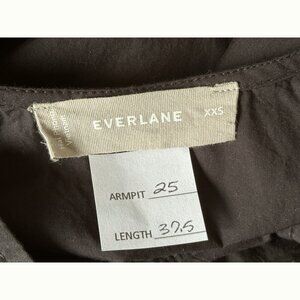 EVERLANE
XXS
ARMPIT 25
LENGTH 37.5